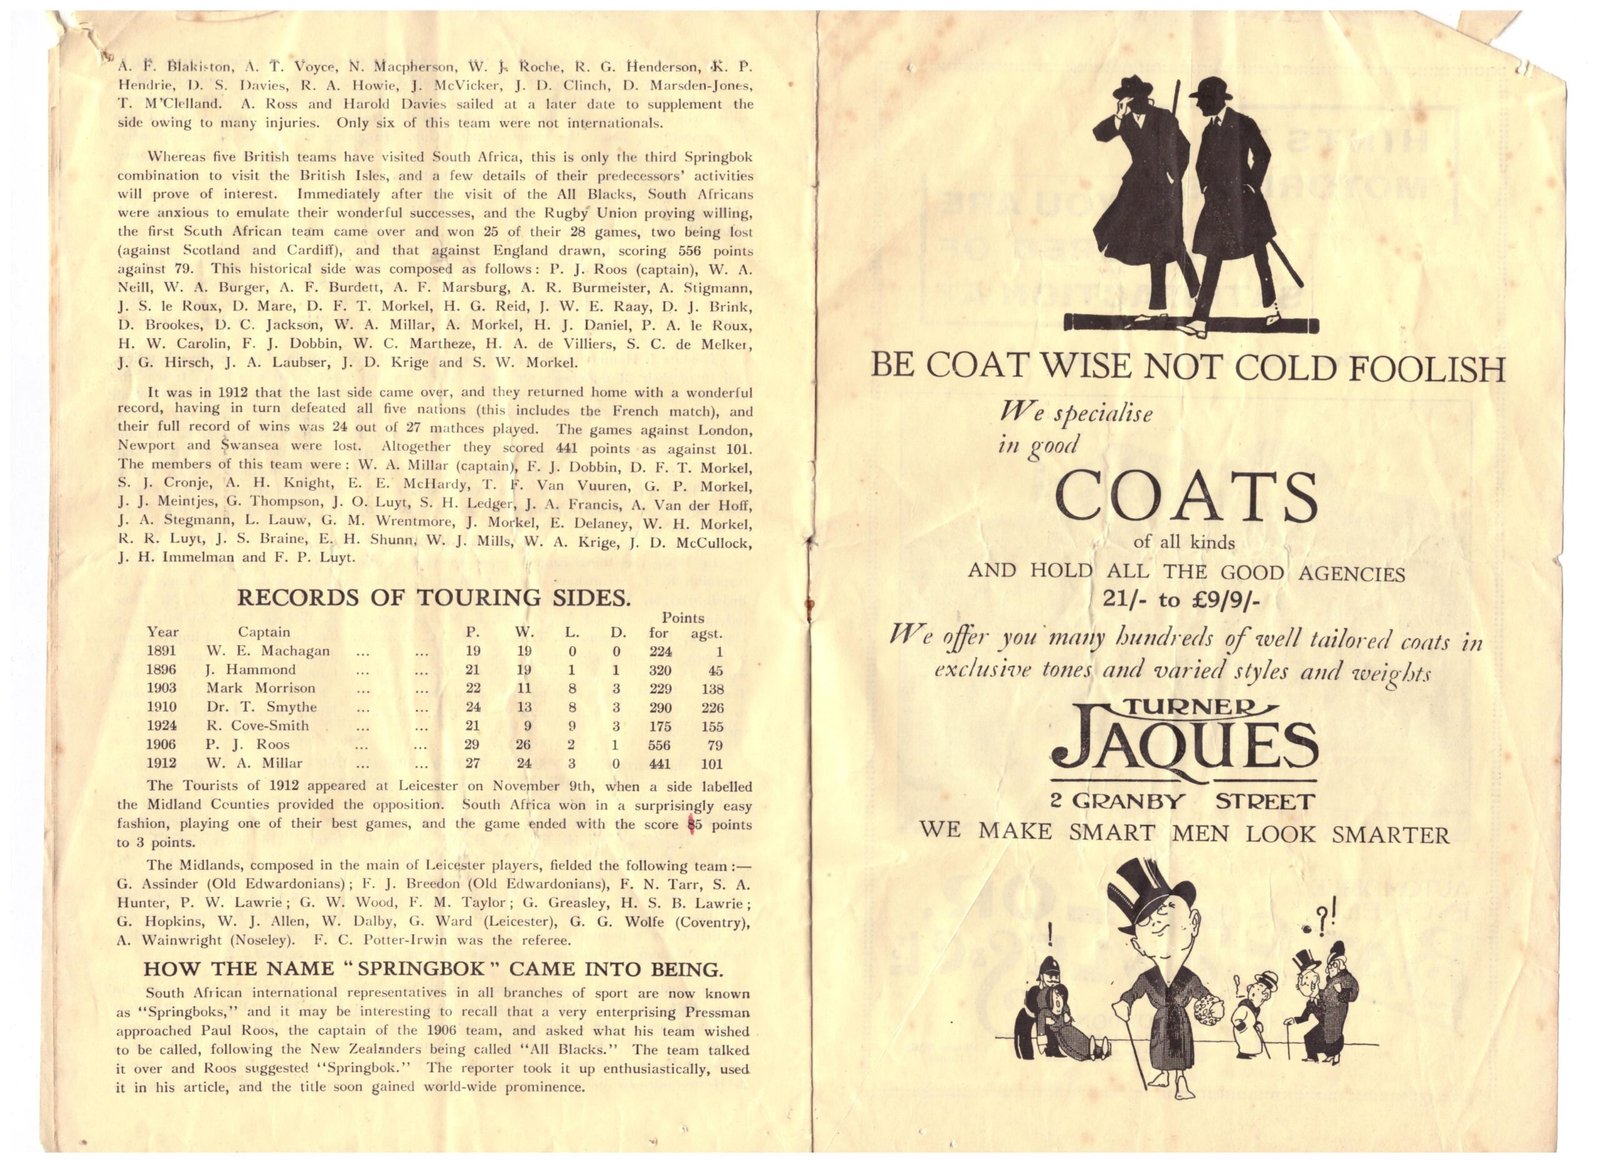 A. F. Blakiston, A. T. Voyce, N. Macpherson, W. J. Roche, R. G. Henderson, K. P.
Hendrie, D. S. Davies, R. A. Howie, J. McVicker, J. D. Clinch, D. Marsden-Jones,
T. M'Clelland. A. Ross and Harold Davies sailed at a later date to supplement the
side owing to many injuries. Only six of this team were not internationals.
Whereas five British teams have visited South Africa, this is only the third Springbok
combination to visit the British Isles, and a few details of their predecessors' activities
will prove of interest. Immediately after the visit of the All Blacks, South Africans
were anxious to emulate their wonderful successes, and the Rugby Union proving willing,
the first South African team came over and won 25 of their 28 games, two being lost
(against Scotland and Cardiff), and that against England drawn, scoring 556 points
against 79. This historical side was composed as follows: P. J. Roos (captain), W. A.
Neill, W. A. Burger, A. F. Burdett, A. F. Marsburg, A. R. Burmeister, A. Stigmann,
J. S. le Roux, D. Mare, D. F. T. Morkel, H. G. Reid, J. W. E. Raay, D. J. Brink,
D. Brookes, D. C. Jackson, W. A. Millar, A. Morkel, H. J. Daniel, P. A. le Roux,
H. W. Carolin, F. J. Dobbin, W. C. Martheze, H. A. de Villiers, S. C. de Melker,
J. G. Hirsch, J. A. Laubser, J. D. Krige and S. W. Morkel.
It was in 1912 that the last side came over, and they returned home with a wonderful
record, having in turn defeated all five nations (this includes the French match), and
their full record of wins was 24 out of 27 mathces played. The games against London,
Newport and Swansea were lost. Altogether they scored 441 points as against 101.
The members of this team were: W. A. Millar (captain), F. J. Dobbin, D. F. T. Morkel,
S. J. Cronje, A. H. Knight, E. E. McHardy, T. F. Van Vuuren, G. P. Morkel,
J. J. Meintjes, G. Thompson, J. O. Luyt, S. H. Ledger, J. A. Francis, A. Van der Hoff,
J. A. Stegmann, L. Lauw, G. M. Wrentmore, J. Morkel, E. Delaney, W. H. Morkel,
R. R. Luyt, J. S. Braine, E. H. Shunn, W. J. Mills, W. A. Krige, J. D. McCullock,
J. H. Immelman and F. P. Luyt.
RECORDS OF TOURING SIDES.
Points
Year Captain P. W. L. D. for agst.
1891 W. E. Machagan ... ... 19 19 0 0 224 1
1896 J. Hammond ... ... 21 19 1 1 320 45
1903 Mark Morrison ... ... 22 11 8 3 229 138
1910 Dr. T. Smythe ... ... 24 13 8 3 290 226
1924 R. Cove-Smith ... ... 21 9 9 3 175 155
1906 P. J. Roos ... ... 29 26 2 1 556 79
1912 W. A. Millar ... ... 27 24 3 0 441 101
The Tourists of 1912 appeared at Leicester on November 9th, when a side labelled
the Midland Counties provided the opposition. South Africa won in a surprisingly easy
fashion, playing one of their best games, and the game ended with the score 5 points
to 3 points.
The Midlands, composed in the main of Leicester players, fielded the following team:—
G. Assinder (Old Edwardonians); F. J. Breedon (Old Edwardonians), F. N. Tarr, S. A.
Hunter, P. W. Lawrie; G. W. Wood, F. M. Taylor; G. Greasley, H. S. B. Lawrie;
G. Hopkins, W. J. Allen, W. Dalby, G. Ward (Leicester), G. G. Wolfe (Coventry),
A. Wainwright (Noseley). F. C. Potter-Irwin was the referee.
HOW THE NAME "SPRINGBOK" CAME INTO BEING.
South African international representatives in all branches of sport are now known
as "Springboks," and it may be interesting to recall that a very enterprising Pressman
approached Paul Roos, the captain of the 1906 team, and asked what his team wished
to be called, following the New Zealanders being called "All Blacks." The team talked
it over and Roos suggested "Springbok." The reporter took it up enthusiastically, used
it in his article, and the title soon gained world-wide prominence.
BE COAT WISE NOT COLD FOOLISH
We specialise
in good
COATS
of all kinds
AND HOLD ALL THE GOOD AGENCIES
21/- to £9/9/-
We offer you many hundreds of well tailored coats in
exclusive tones and varied styles and weights
TURNER
JAQUES
2 GRANBY STREET
WE MAKE SMART MEN LOOK SMARTER
!
?!